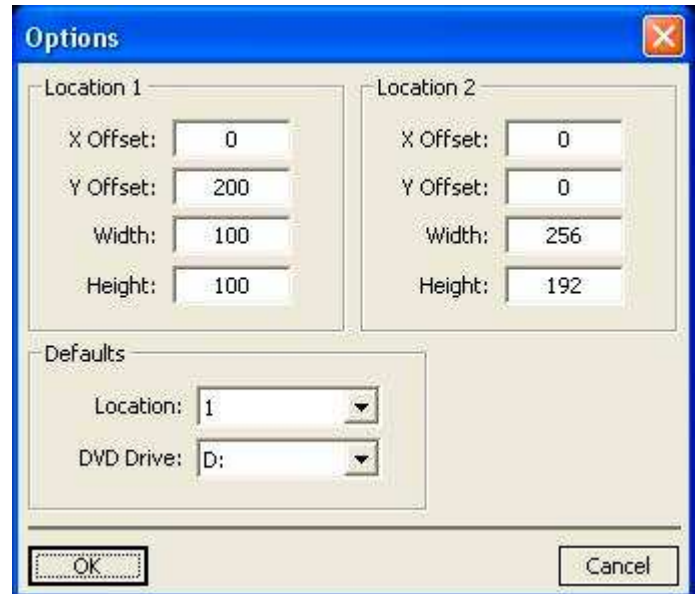 Options
Location 1
X Offset: 0
Y Offset: 200
Width: 100
Height: 100
Location 2
X Offset: 0
Y Offset: 0
Width: 256
Height: 192
Defaults
Location: 1
DVD Drive: D:
OK
Cancel